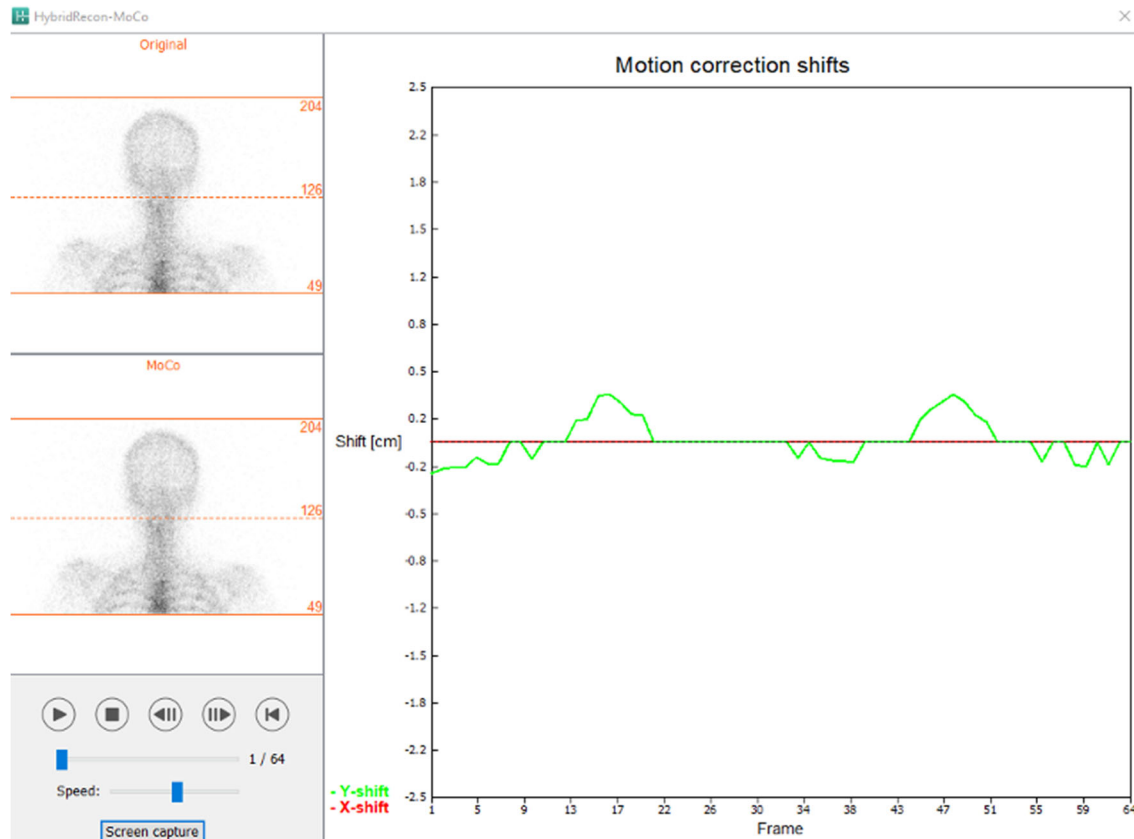 HybridRecon-MoCo
Original
204
126
49
MoCo
204
126
49
1 / 64
Speed:
Screen capture
Motion correction shifts
2.5
2.2
1.8
1.5
1.2
0.8
0.5
0.2
Shift [cm]
-0.2
-0.5
-0.8
-1.2
-1.5
-1.8
-2.2
-2.5
- Y-shift
- X-shift
1 5 9 13 17 22 26 30 34 38 43 47 51 55 59 64
Frame